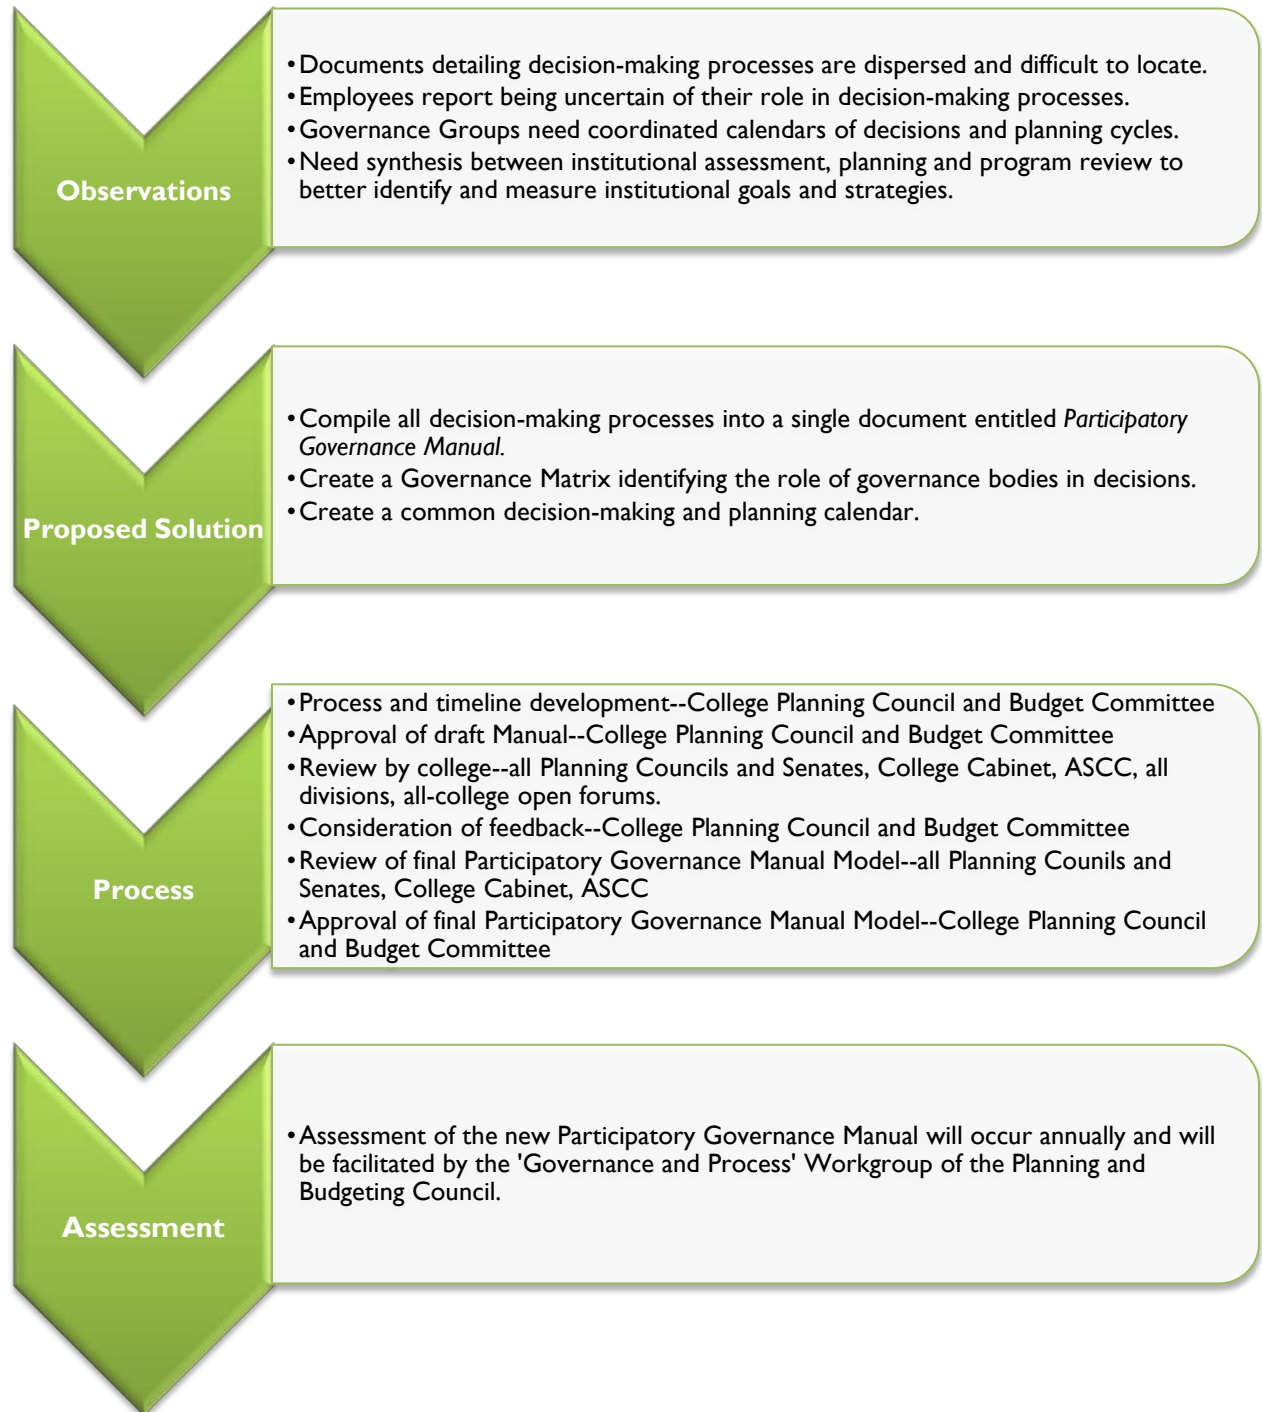 Observations
•Documents detailing decision-making processes are dispersed and difficult to locate.
•Employees report being uncertain of their role in decision-making processes.
•Governance Groups need coordinated calendars of decisions and planning cycles.
•Need synthesis between institutional assessment, planning and program review to
better identify and measure institutional goals and strategies.
Proposed Solution
•Compile all decision-making processes into a single document entitled Participatory
Governance Manual.
•Create a Governance Matrix identifying the role of governance bodies in decisions.
•Create a common decision-making and planning calendar.
Process
•Process and timeline development--College Planning Council and Budget Committee
•Approval of draft Manual--College Planning Council and Budget Committee
•Review by college--all Planning Councils and Senates, College Cabinet, ASCC, all
divisions, all-college open forums.
•Consideration of feedback--College Planning Council and Budget Committee
•Review of final Participatory Governance Manual Model--all Planning Counils and
Senates, College Cabinet, ASCC
•Approval of final Participatory Governance Manual Model--College Planning Council
and Budget Committee
Assessment
•Assessment of the new Participatory Governance Manual will occur annually and will
be facilitated by the 'Governance and Process' Workgroup of the Planning and
Budgeting Council.